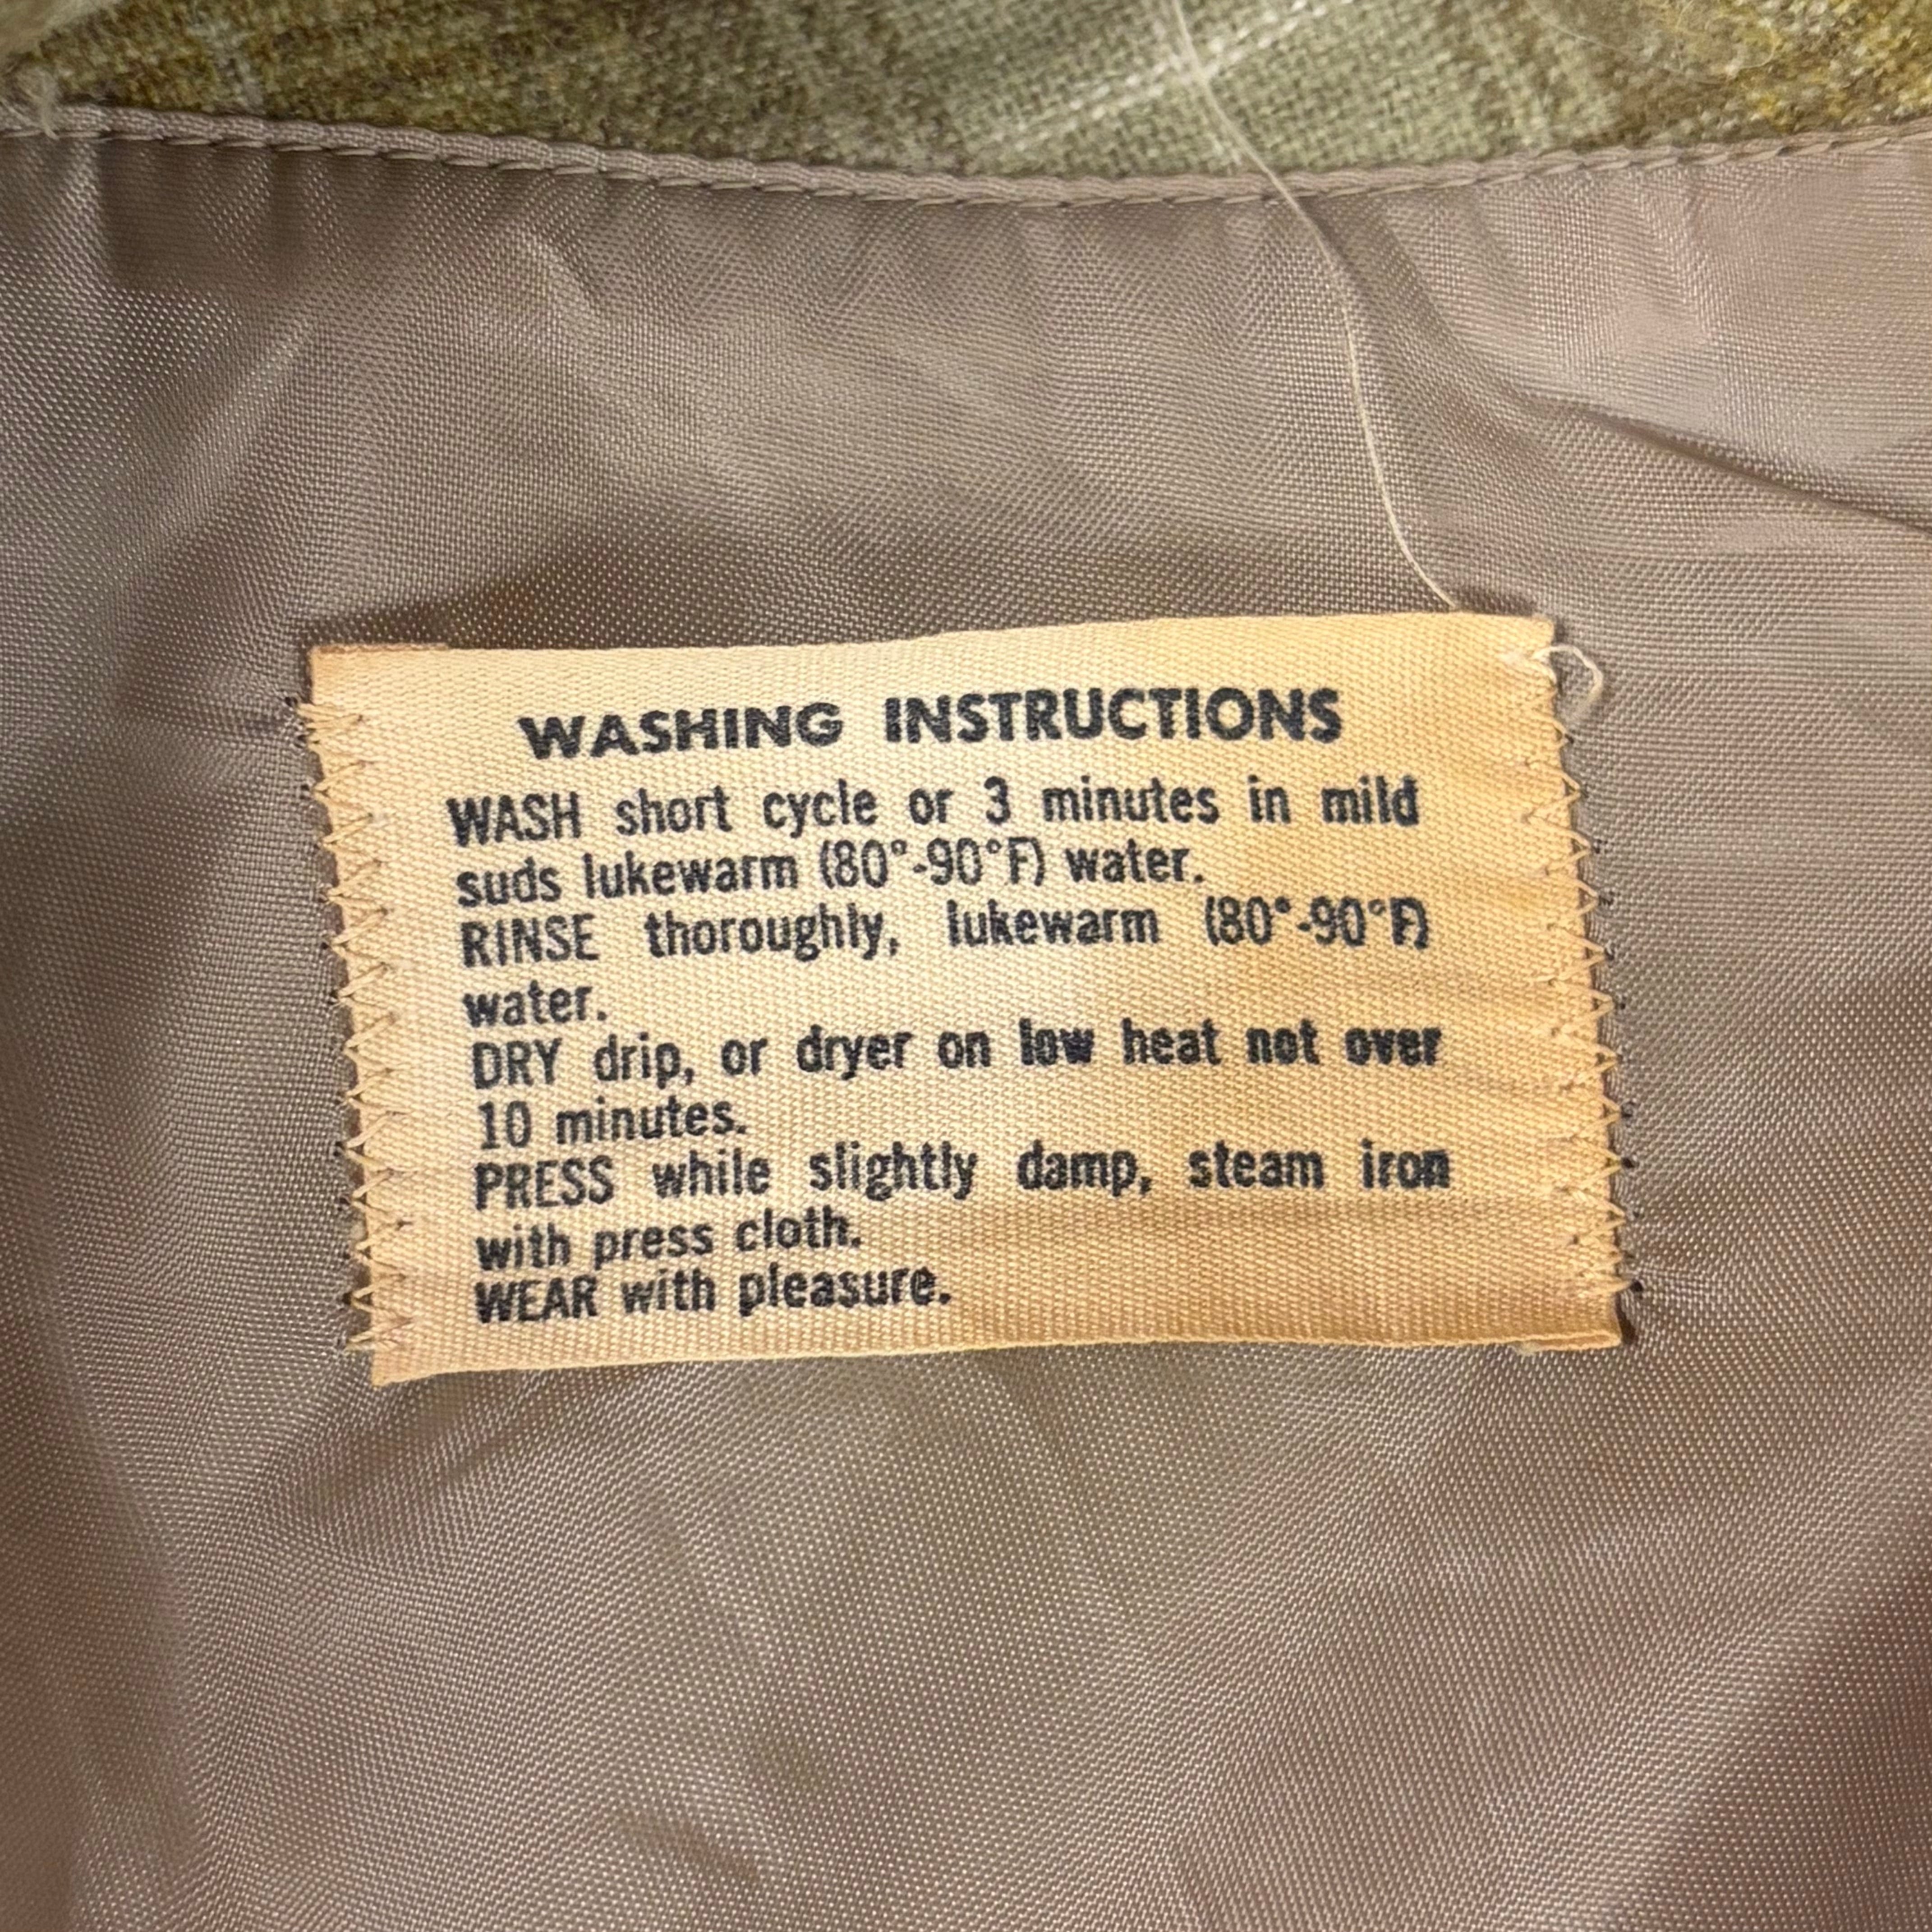 WASHING INSTRUCTIONS
WASH short cycle or 3 minutes in mild
suds lukewarm (80°-90°F) water.
RINSE thoroughly, lukewarm (80°-90°F)
water.
DRY drip, or dryer on low heat not over
10 minutes.
PRESS while slightly damp, steam iron
with press cloth.
WEAR with pleasure.